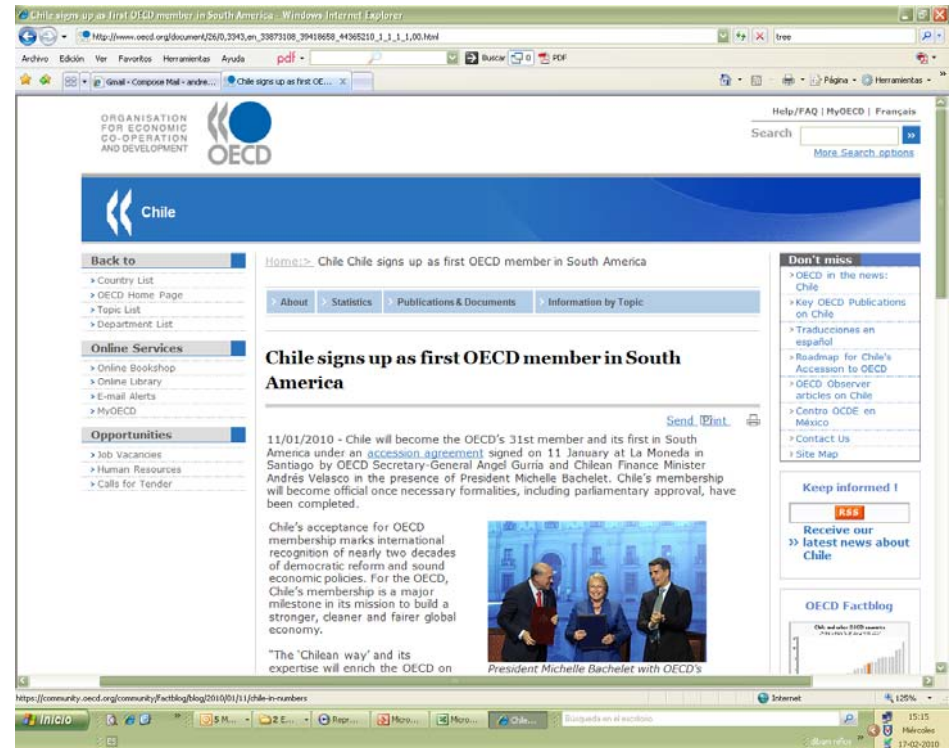 Chile signs up as first OECD member in South America - Windows Internet Explorer
http://www.oecd.org/document/26/0,3343,en_33873108_39418658_44365210_1_1_1_1,00.html
tree
Archivo Edición Ver Favoritos Herramientas Ayuda
pdf
Buscar 0 PDF
Gmail - Compose Mail - andre...
Chile signs up as first OE...
Página
Herramientas
ORGANISATION
FOR ECONOMIC
CO-OPERATION
AND DEVELOPMENT
OECD
Help/FAQ | MyOECD | Français
Search
More Search options
Chile
Back to
Country List
OECD Home Page
Topic List
Department List
Online Services
Online Bookshop
Online Library
E-mail Alerts
MyOECD
Opportunities
Job Vacancies
Human Resources
Calls for Tender
Home:> Chile Chile signs up as first OECD member in South America
About Statistics Publications & Documents Information by Topic
Chile signs up as first OECD member in South
America
Send Print
11/01/2010 - Chile will become the OECD's 31st member and its first in South
America under an accession agreement signed on 11 January at La Moneda in
Santiago by OECD Secretary-General Angel Gurría and Chilean Finance Minister
Andrés Velasco in the presence of President Michelle Bachelet. Chile's membership
will become official once necessary formalities, including parliamentary approval, have
been completed.
Chile's acceptance for OECD
membership marks international
recognition of nearly two decades
of democratic reform and sound
economic policies. For the OECD,
Chile's membership is a major
milestone in its mission to build a
stronger, cleaner and fairer global
economy.
"The 'Chilean way' and its
expertise will enrich the OECD on
President Michelle Bachelet with OECD's
Don't miss
OECD in the news:
Chile
Key OECD Publications
on Chile
Traducciones en
español
Roadmap for Chile's
Accession to OECD
OECD Observer
articles on Chile
Centro OCDE en
México
Contact Us
Site Map
Keep informed !
RSS
Receive our
latest news about
Chile
OECD Factblog
https://community.oecd.org/community/factblog/blog/2010/01/11/chile-in-numbers
Internet
125%
Inicio
5 M...
2 E...
Repr...
Micro...
Micro...
Chile...
Búsqueda en el escritorio
15:15
Miércoles
17-02-2010